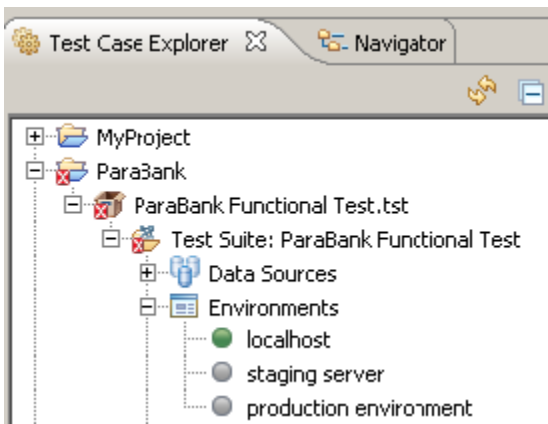 Test Case Explorer Navigator
MyProject
ParaBank
ParaBank Functional Test.tst
Test Suite: ParaBank Functional Test
Data Sources
Environments
localhost
staging server
production environment